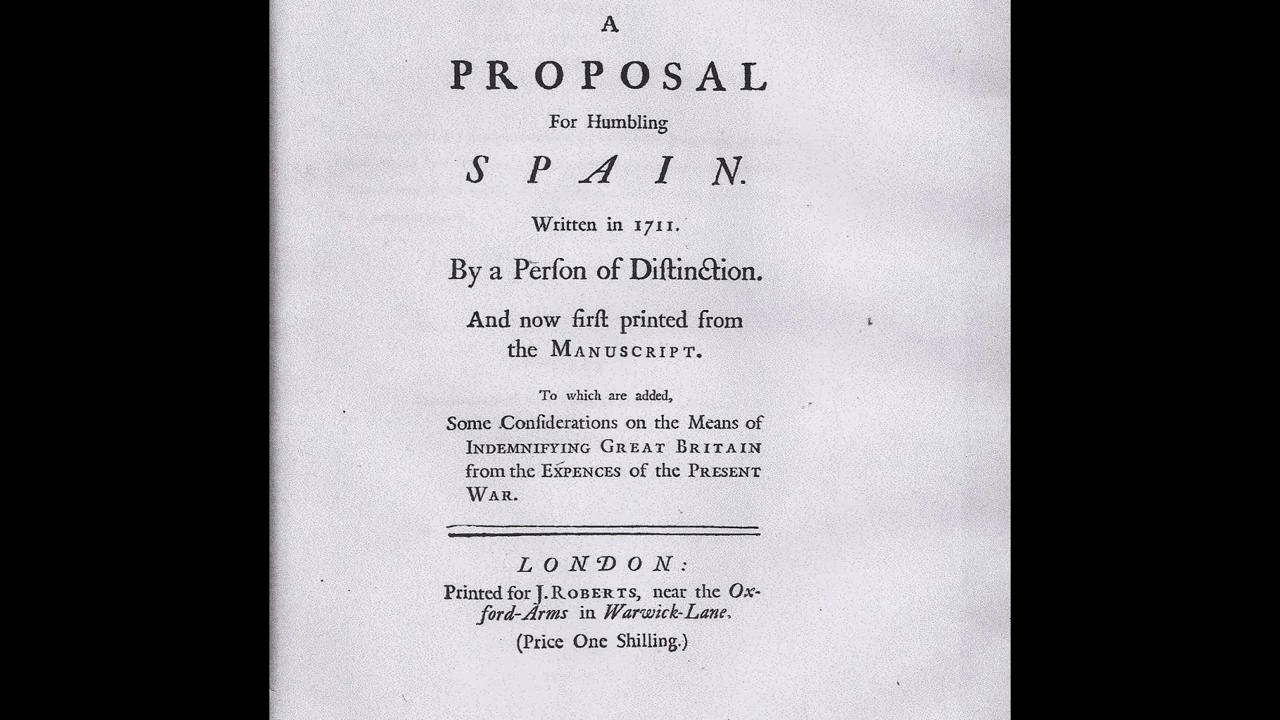 A
PROPOSAL
For Humbling
SPAIN.
Written in 1711.
By a Perſon of Diſtinction.
And now firſt printed from
the MANUSCRIPT.
To which are added,
Some Conſiderations on the Means of
INDEMNIFYING GREAT BRITAIN
from the EXPENCES of the PRESENT
WAR.
LONDON:
Printed for J. ROBERTS, near the Ox-
ford-Arms in Warwick-Lane.
(Price One Shilling.)